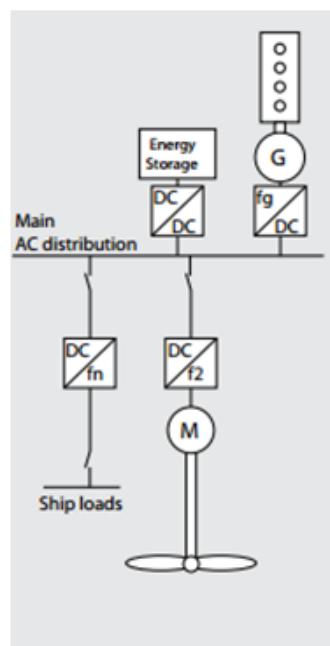 Energy
Storage
G
DC
DC
fg
DC
Main
AC distribution
DC
fn
DC
f2
M
Ship loads